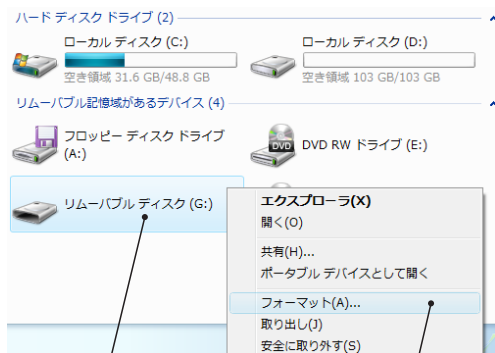 ハード ディスク ドライブ (2)
ローカル ディスク (C:)
空き領域 31.6 GB/48.8 GB
ローカル ディスク (D:)
空き領域 103 GB/103 GB
リムーバブル記憶域があるデバイス (4)
フロッピー ディスク ドライブ
(A:)
DVD
DVD RW ドライブ (E:)
リムーバブル ディスク (G:)
エクスプローラ(X)
開く(O)
共有(H)...
ポータブル デバイスとして開く
フォーマット(A)...
取り出し(J)
安全に取り外す(S)